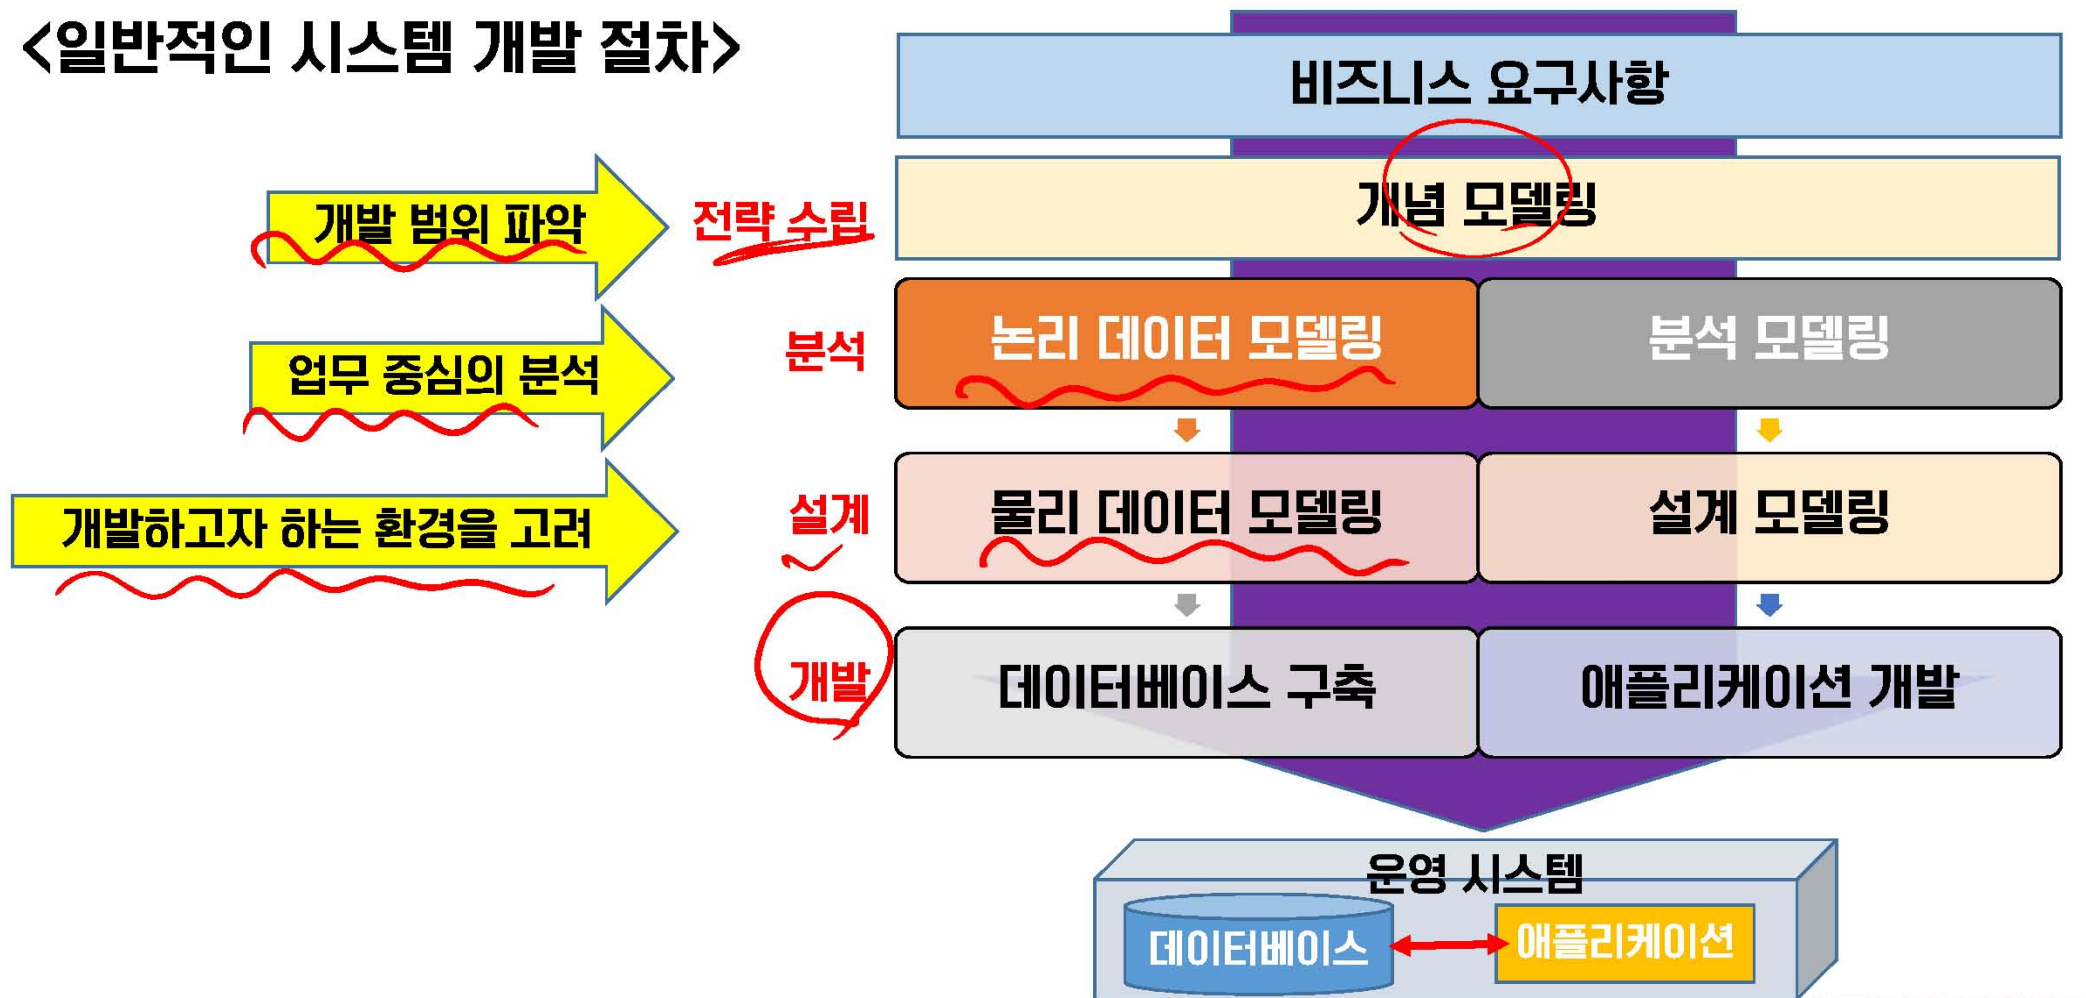 <일반적인 시스템 개발 절차>
비즈니스 요구사항
개발 범위 파악
전략 수립
개념 모델링
업무 중심의 분석
분석
논리 데이터 모델링
분석 모델링
개발하고자 하는 환경을 고려
설계
물리 데이터 모델링
설계 모델링
개발
데이터베이스 구축
애플리케이션 개발
운영 시스템
데이터베이스
애플리케이션